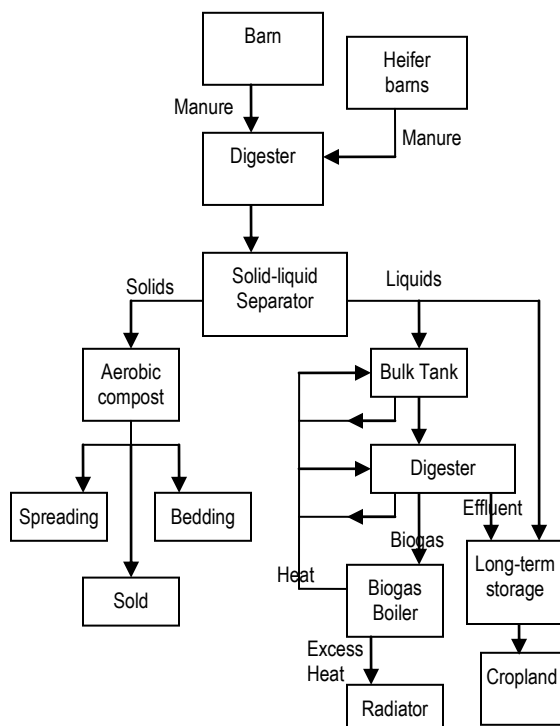 Barn
Heifer
barns
Manure
Manure
Digester
Solid-liquid
Separator
Solids
Liquids
Aerobic
compost
Bulk Tank
Digester
Spreading
Bedding
Effluent
Biogas
Heat
Long-term
storage
Biogas
Boiler
Sold
Excess
Heat
Cropland
Radiator